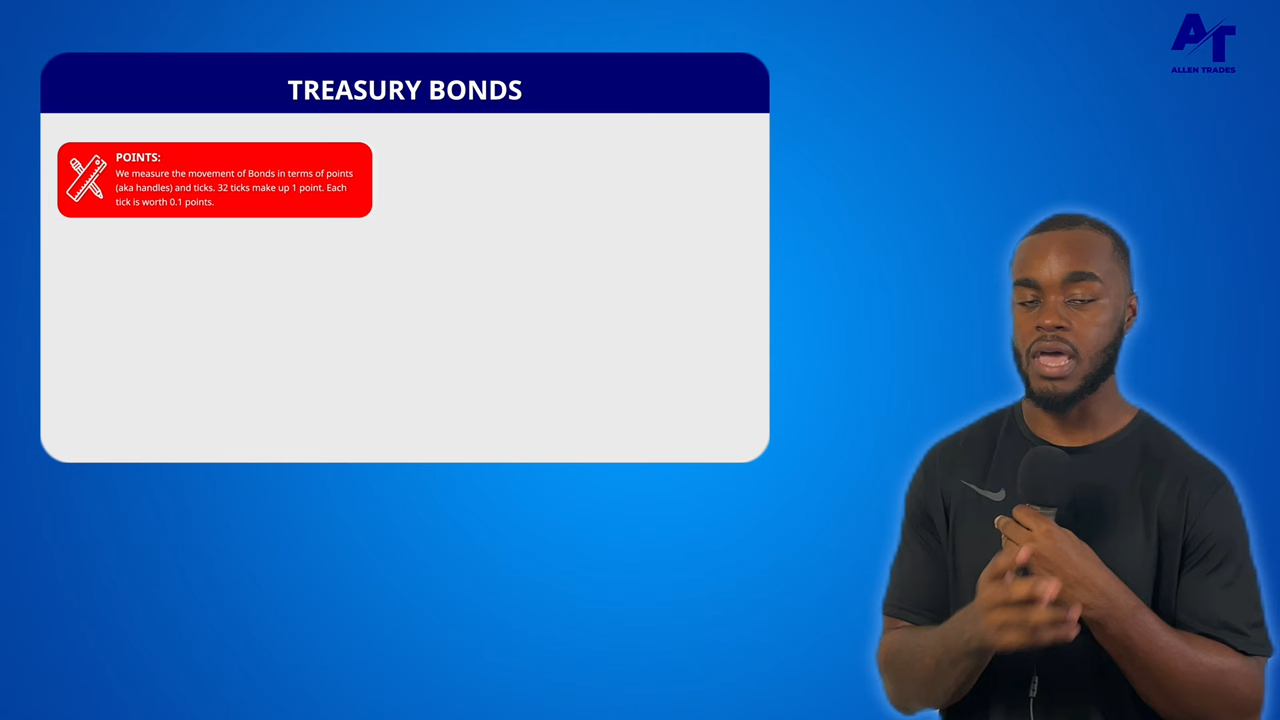 AT
ALLEN TRADES
TREASURY BONDS
POINTS:
We measure the movement of Bonds in terms of points
(aka handles) and ticks. 32 ticks make up 1 point. Each
tick is worth 0.1 points.